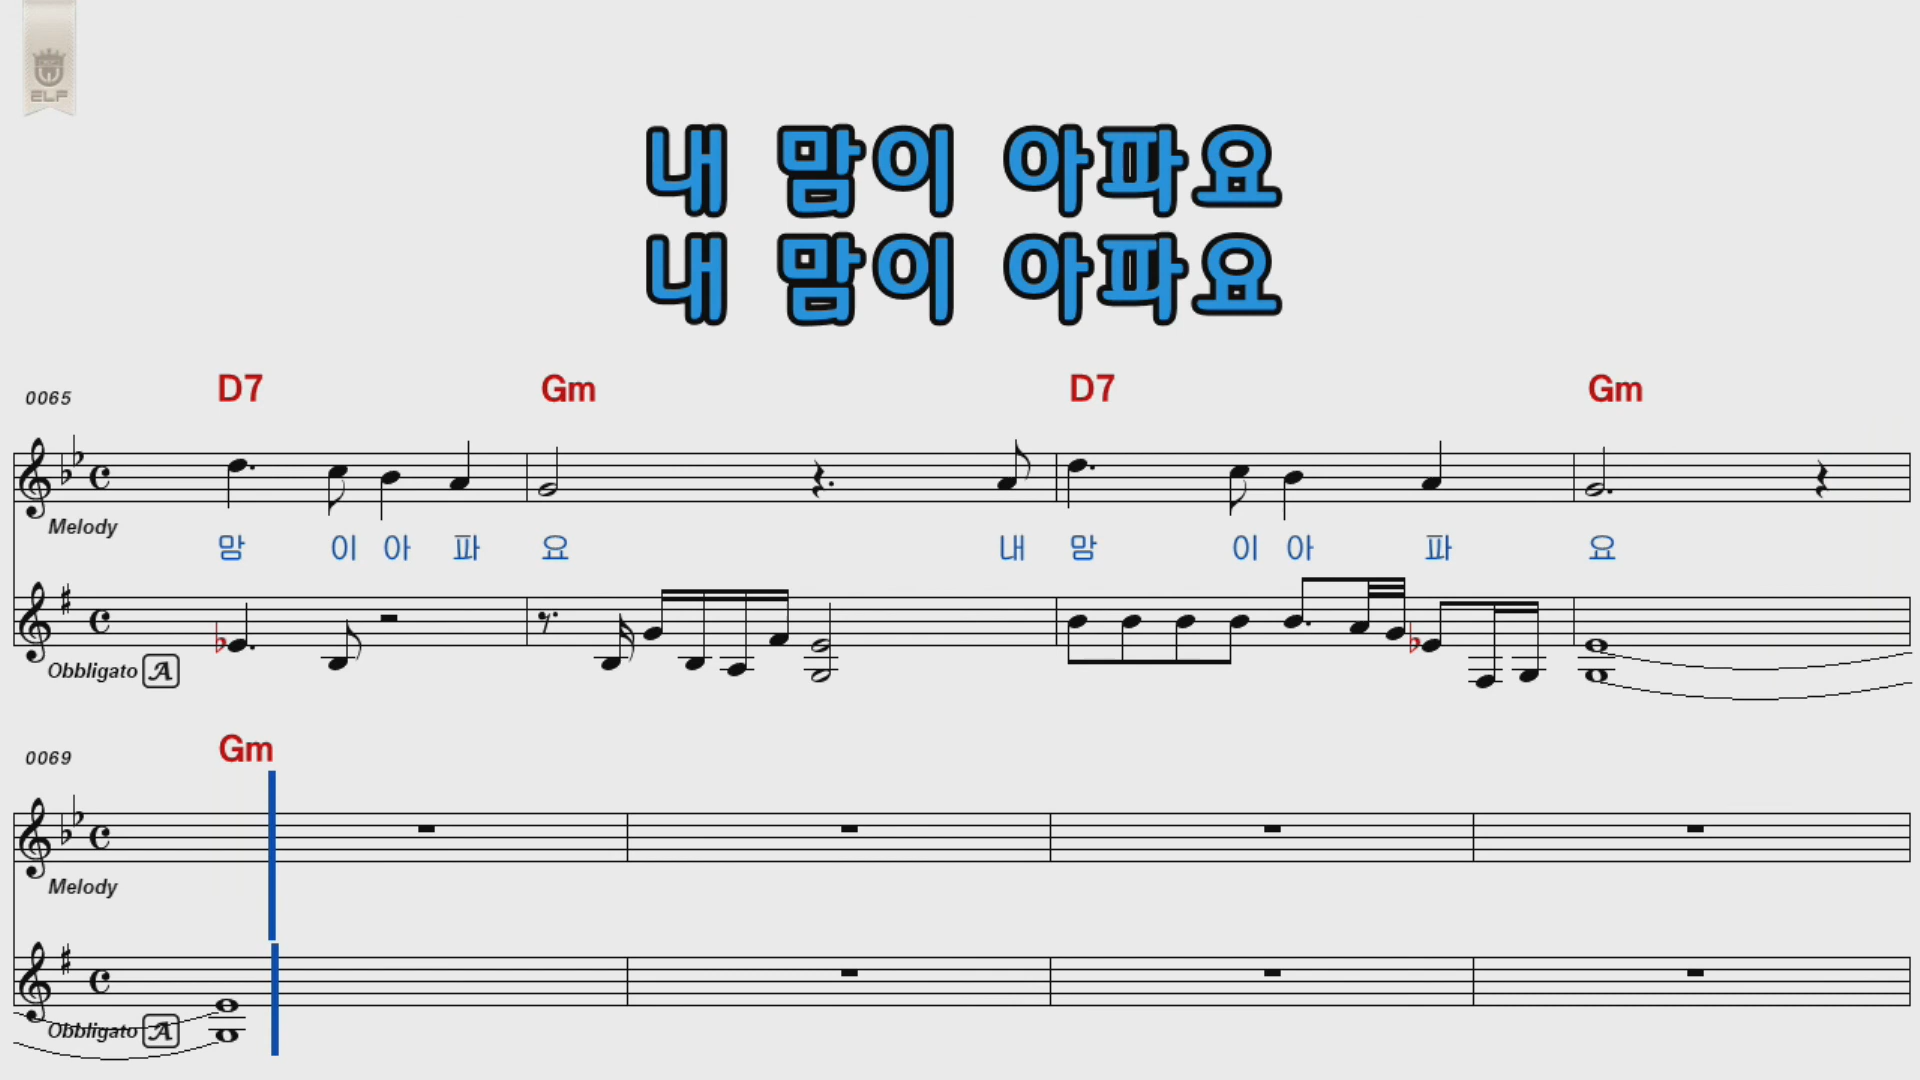 ELF
내 맘이 아파요
내 맘이 아파요
0065 D7 Gm D7 Gm
Melody
맘 이 아 파 요 내 맘 이 아 파 요
Obbligato A
0069 Gm
Melody
Obbligato A